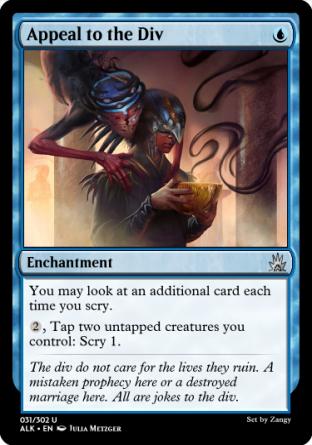 Appeal to the Div
Enchantment
You may look at an additional card each
time you scry.
2, Tap two untapped creatures you
control: Scry 1.
The div do not care for the lives they ruin. A
mistaken prophecy here or a destroyed
marriage here. All are jokes to the div.
031/302 U
ALK • EN Julia Metzger
Set by Zangy